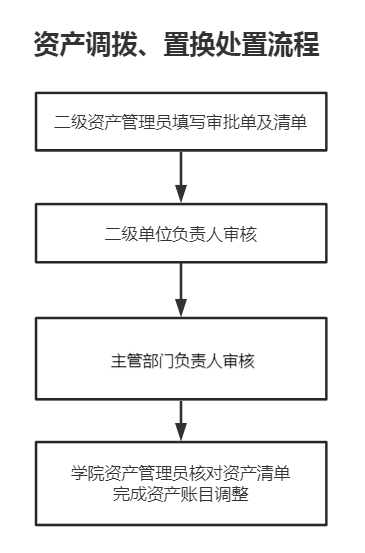 资产调拨、置换处置流程
二级资产管理员填写审批单及清单
二级单位负责人审核
主管部门负责人审核
学院资产管理员核对资产清单
完成资产账目调整